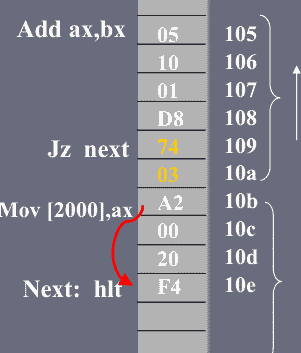 Add ax,bx 05 105
10 106
01 107
D8 108
Jz next 74 109
03 10a
Mov [2000],ax A2 10b
00 10c
20 10d
Next: hlt F4 10e